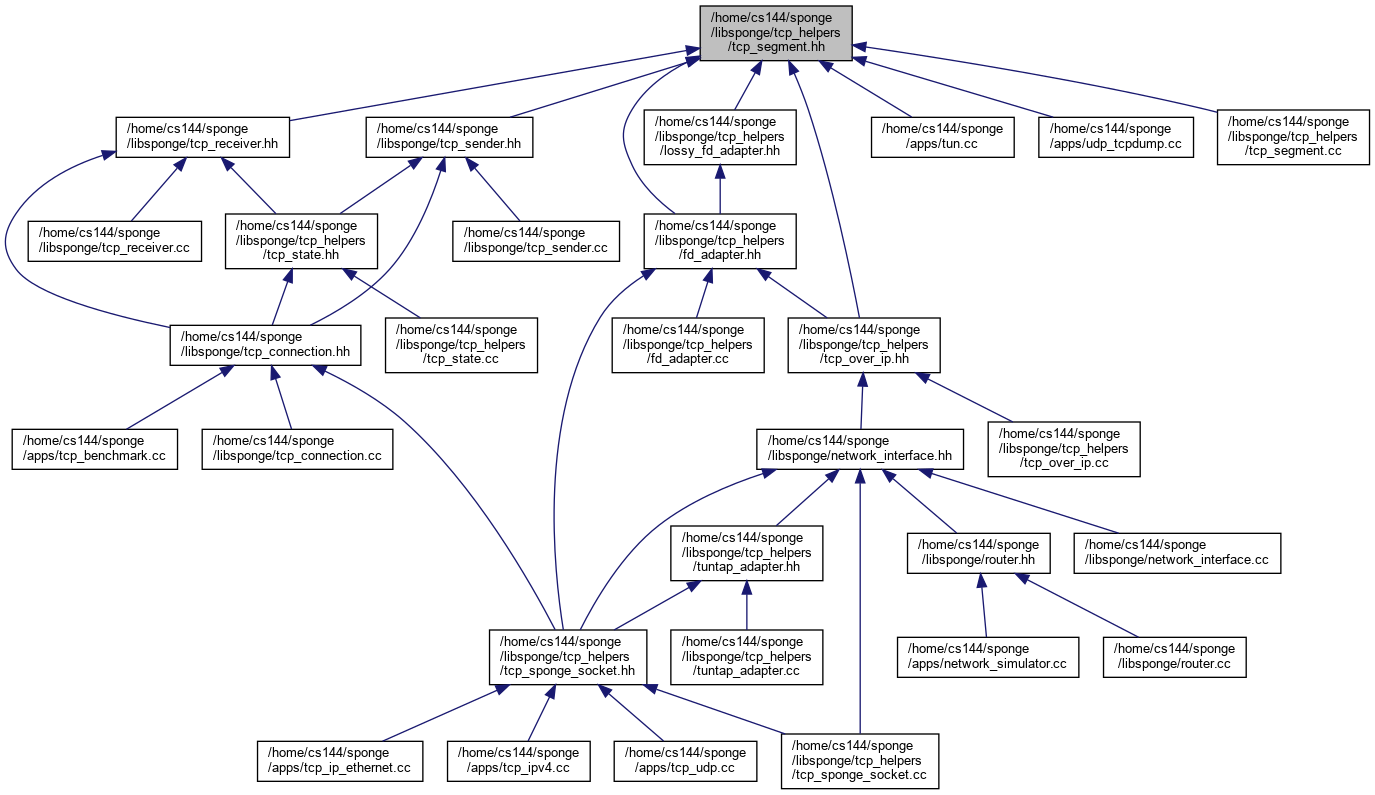 /home/cs144/sponge
/libsponge/tcp_helpers
/tcp_segment.hh
/home/cs144/sponge
/libsponge/tcp_receiver.hh
/home/cs144/sponge
/libsponge/tcp_sender.hh
/home/cs144/sponge
/libsponge/tcp_helpers
/lossy_fd_adapter.hh
/home/cs144/sponge
/apps/tun.cc
/home/cs144/sponge
/apps/udp_tcpdump.cc
/home/cs144/sponge
/libsponge/tcp_helpers
/tcp_segment.cc
/home/cs144/sponge
/libsponge/tcp_receiver.cc
/home/cs144/sponge
/libsponge/tcp_helpers
/tcp_state.hh
/home/cs144/sponge
/libsponge/tcp_sender.cc
/home/cs144/sponge
/libsponge/tcp_helpers
/fd_adapter.hh
/home/cs144/sponge
/libsponge/tcp_connection.hh
/home/cs144/sponge
/libsponge/tcp_helpers
/tcp_state.cc
/home/cs144/sponge
/libsponge/tcp_helpers
/fd_adapter.cc
/home/cs144/sponge
/libsponge/tcp_helpers
/tcp_over_ip.hh
/home/cs144/sponge
/apps/tcp_benchmark.cc
/home/cs144/sponge
/libsponge/tcp_connection.cc
/home/cs144/sponge
/libsponge/network_interface.hh
/home/cs144/sponge
/libsponge/tcp_helpers
/tcp_over_ip.cc
/home/cs144/sponge
/libsponge/tcp_helpers
/tuntap_adapter.hh
/home/cs144/sponge
/libsponge/router.hh
/home/cs144/sponge
/libsponge/network_interface.cc
/home/cs144/sponge
/libsponge/tcp_helpers
/tcp_sponge_socket.hh
/home/cs144/sponge
/libsponge/tcp_helpers
/tuntap_adapter.cc
/home/cs144/sponge
/apps/network_simulator.cc
/home/cs144/sponge
/libsponge/router.cc
/home/cs144/sponge
/apps/tcp_ip_ethernet.cc
/home/cs144/sponge
/apps/tcp_ipv4.cc
/home/cs144/sponge
/apps/tcp_udp.cc
/home/cs144/sponge
/libsponge/tcp_helpers
/tcp_sponge_socket.cc